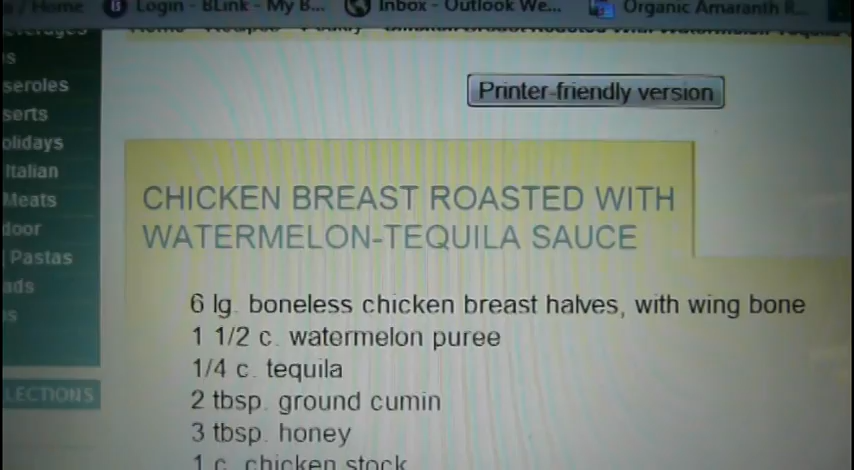 / Home
Login - BLink - My B...
Inbox - Outlook We...
Organic Amaranth R...
Printer-friendly version
seroles
serts
olidays
Italian
Meats
door
Pastas
ads
LECTIONS
CHICKEN BREAST ROASTED WITH
WATERMELON-TEQUILA SAUCE
6 lg. boneless chicken breast halves, with wing bone
1 1/2 c. watermelon puree
1/4 c. tequila
2 tbsp. ground cumin
3 tbsp. honey
1 c. chicken stock